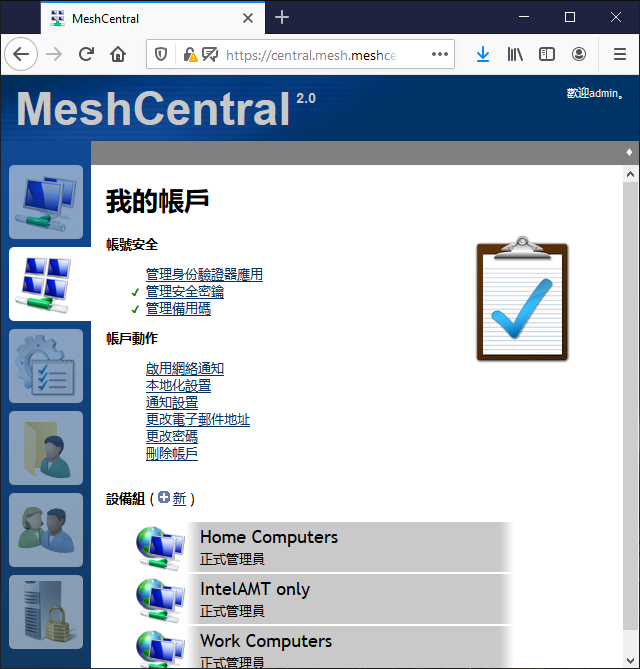 MeshCentral
https://central.mesh.meshce
MeshCentral 2.0
歡迎admin。
我的帳戶
帳號安全
管理身份驗證器應用
管理安全密鑰
管理備用碼
帳戶動作
啟用網絡通知
本地化設置
通知設置
更改電子郵件地址
更改密碼
刪除帳戶
設備組 ( 新 )
Home Computers
正式管理員
IntelAMT only
正式管理員
Work Computers
正式管理員